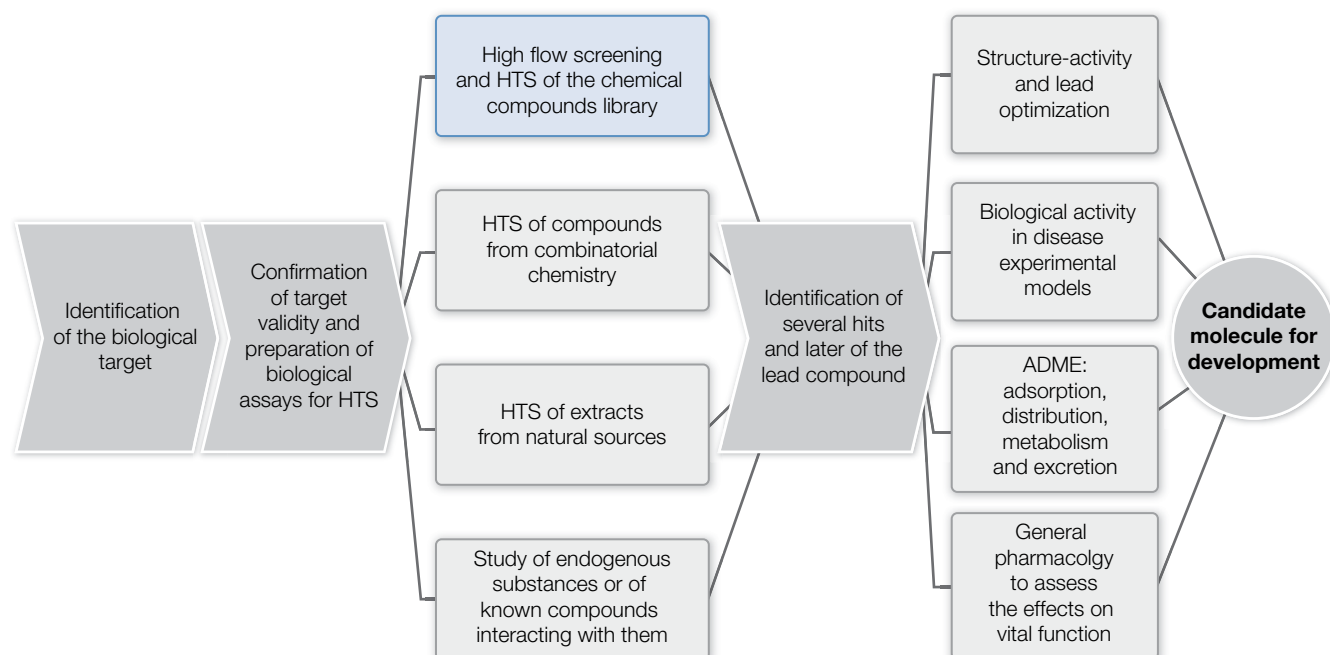 Identification
of the biological
target
Confirmation
of target
validity and
preparation of
biological
assays for HTS
High flow screening
and HTS of the chemical
compounds library
HTS of compounds
from combinatorial
chemistry
HTS of extracts
from natural sources
Study of endogenous
substances or of
known compounds
interacting with them
Identification of
several hits
and later of the
lead compound
Structure-activity
and lead
optimization
Biological activity
in disease
experimental
models
ADME:
adsorption,
distribution,
metabolism
and excretion
General
pharmacolgy
to assess
the effects on
vital function
Candidate
molecule for
development